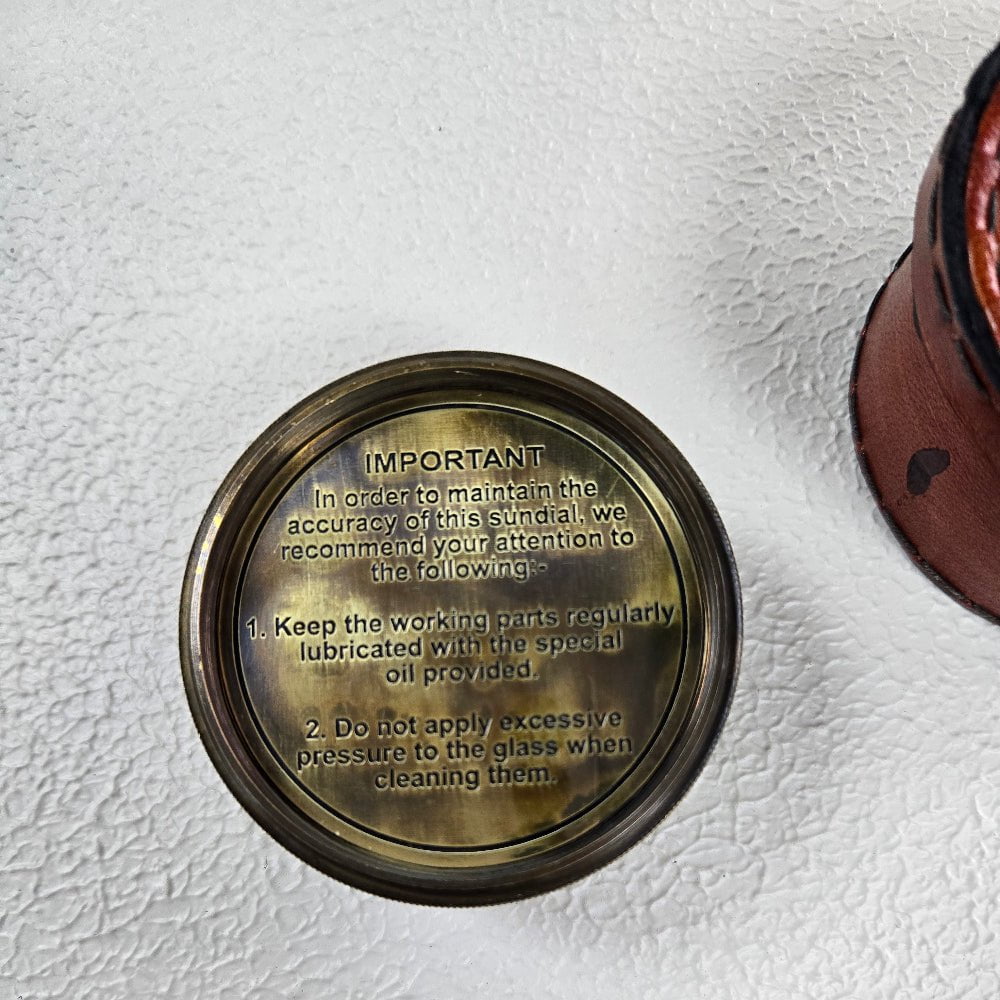 IMPORTANT
In order to maintain the
accuracy of this sundial, we
recommend your attention to
the following:-
1. Keep the working parts regularly
lubricated with the special
oil provided.
2. Do not apply excessive
pressure to the glass when
cleaning them.